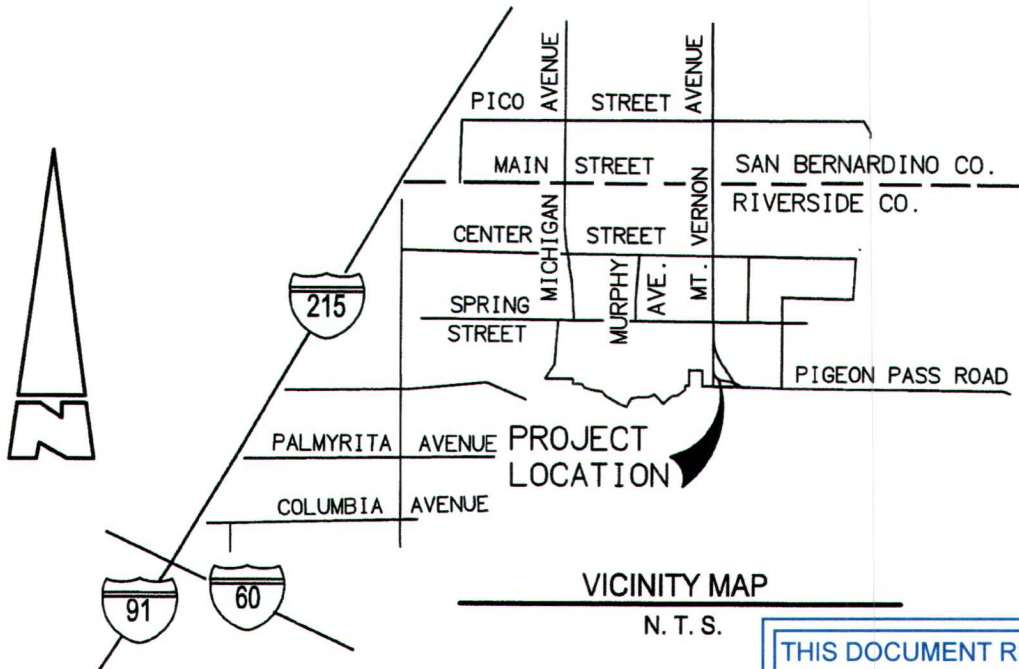 PICO
AVENUE
STREET
AVENUE
MAIN STREET
SAN BERNARDINO CO.
RIVERSIDE CO.
MICHIGAN
MT. VERNON
CENTER STREET
215
SPRING
STREET
MURPHY
AVE.
PIGEON PASS ROAD
N
PALMYRITA AVENUE
PROJECT
LOCATION
COLUMBIA AVENUE
91
60
VICINITY MAP
N. T. S.
THIS DOCUMENT R